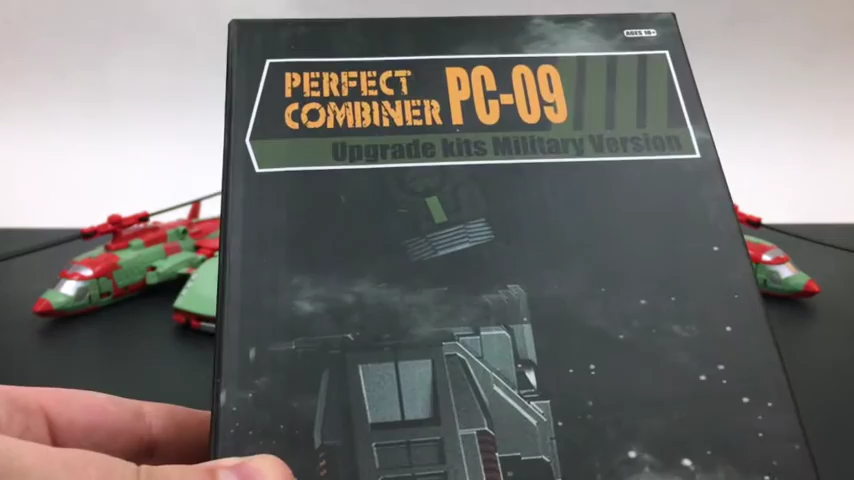 AGES 16+
PERFECT
COMBINER PC-09
Upgrade kits Military Version